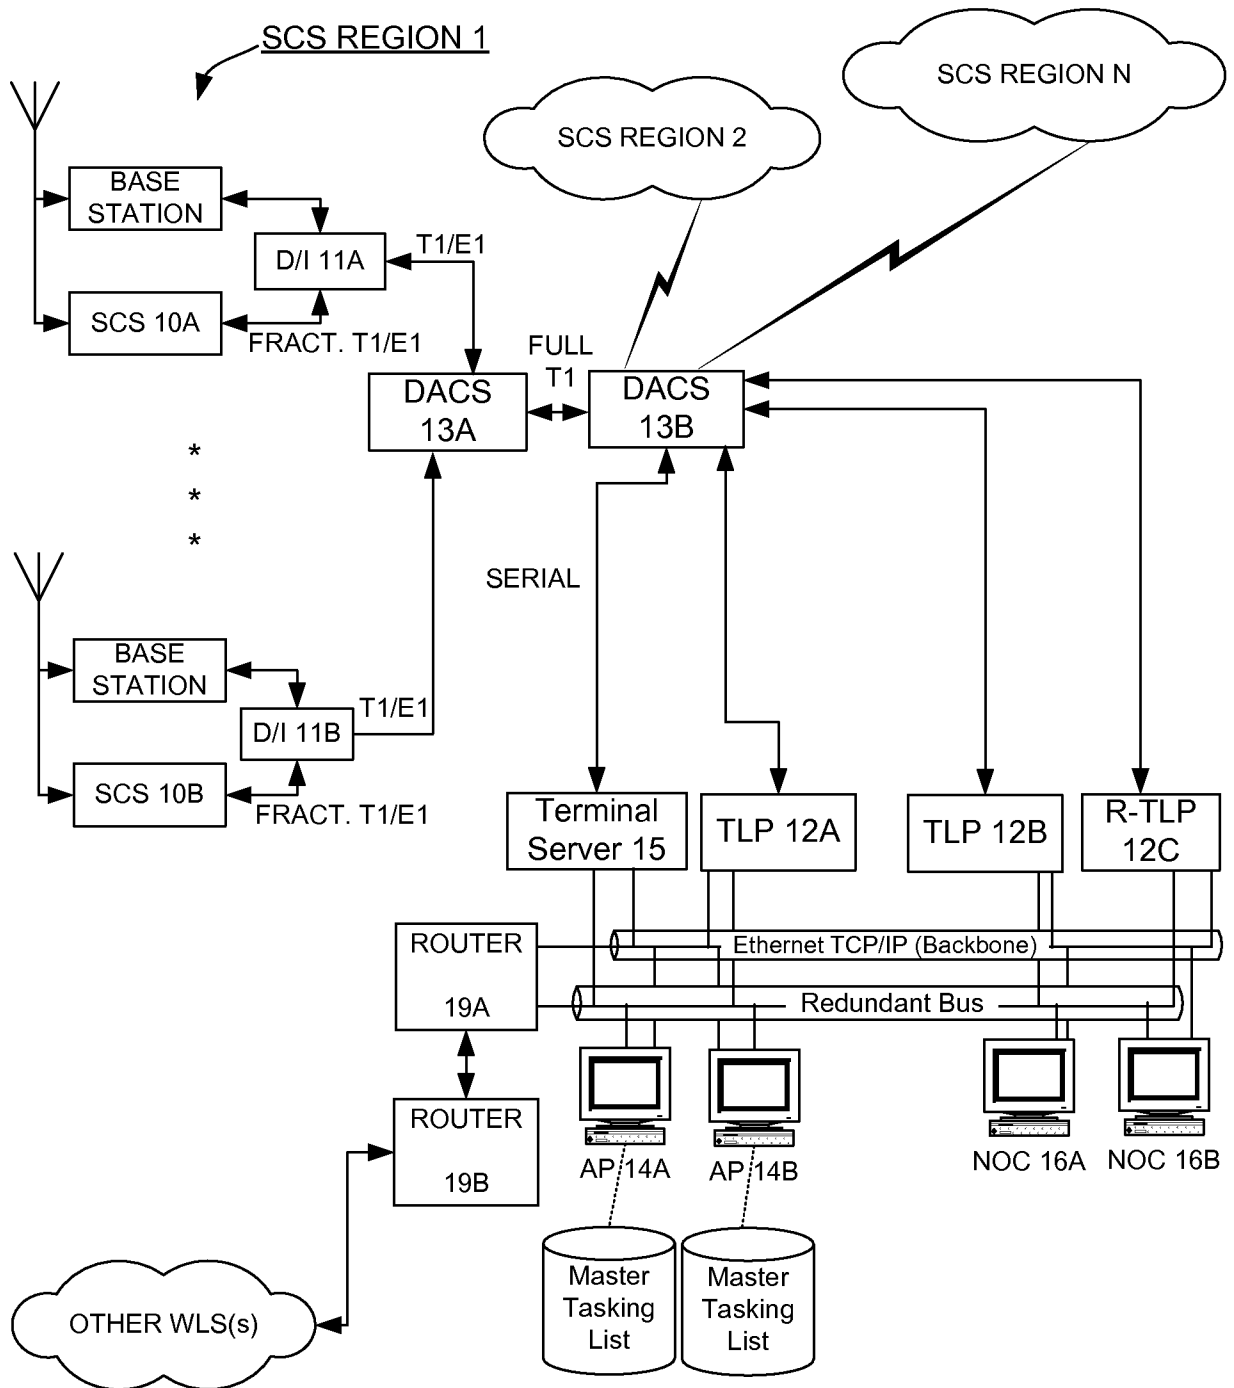 SCS REGION 1
SCS REGION N
SCS REGION 2
BASE
STATION
D/I 11A
T1/E1
SCS 10A
FRACT. T1/E1
FULL
T1
DACS
13A
DACS
13B
*
*
*
SERIAL
BASE
STATION
D/I 11B
T1/E1
SCS 10B
FRACT. T1/E1
Terminal
Server 15
TLP 12A
TLP 12B
R-TLP
12C
ROUTER
19A
Ethernet TCP/IP (Backbone)
Redundant Bus
ROUTER
19B
AP 14A
AP 14B
NOC 16A
NOC 16B
Master
Tasking
List
Master
Tasking
List
OTHER WLS(s)